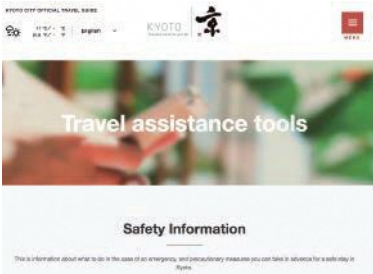 KYOTO CITY OFFICIAL TRAVEL GUIDE
English
KYOTO
京
MENU
Travel assistance tools
Safety Information
This is information about what to do in the case of an emergency, and precautionary measures you can take in advance for a safe stay in
Kyoto.